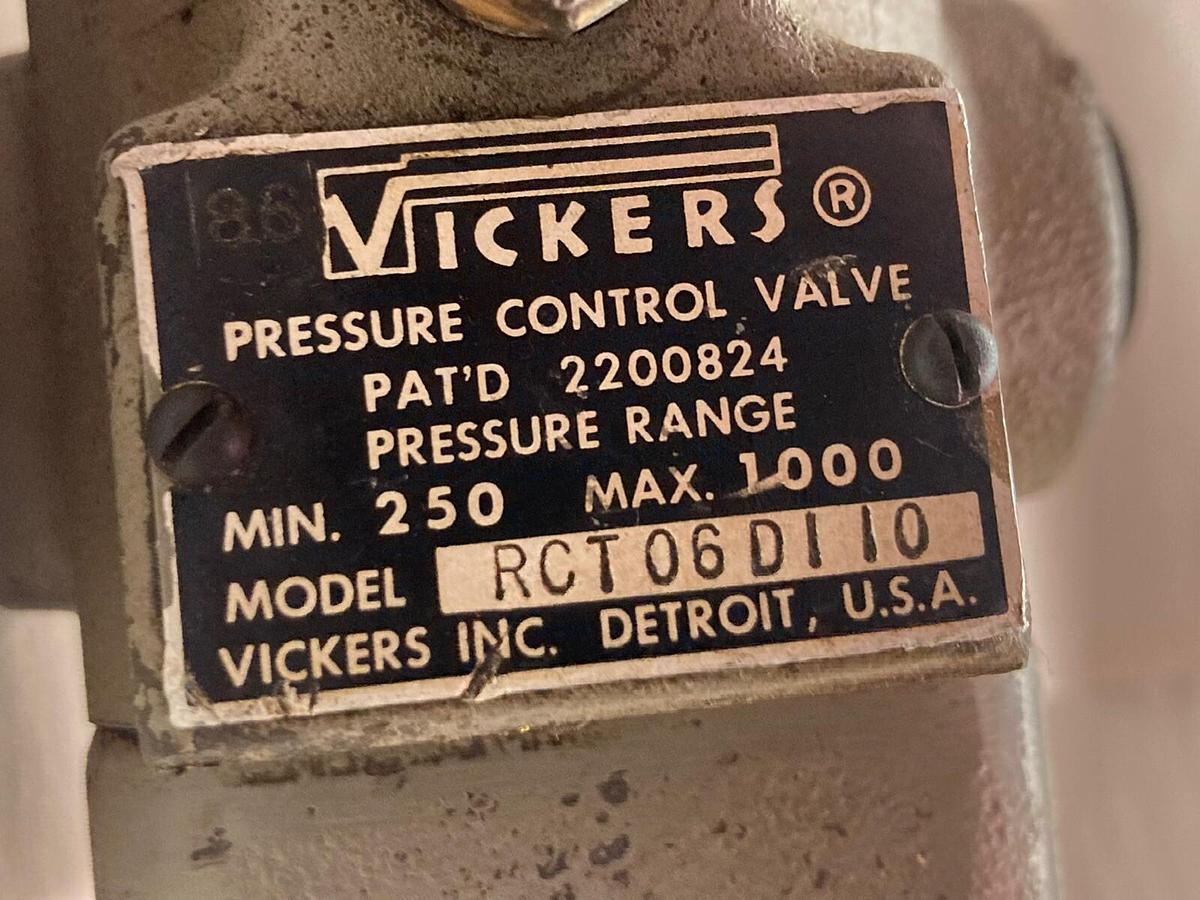 86
VICKERS ®
PRESSURE CONTROL VALVE
PAT'D 2200824
PRESSURE RANGE
MIN. 250 MAX. 1000
MODEL RCT06D1 10
VICKERS INC. DETROIT, U.S.A.